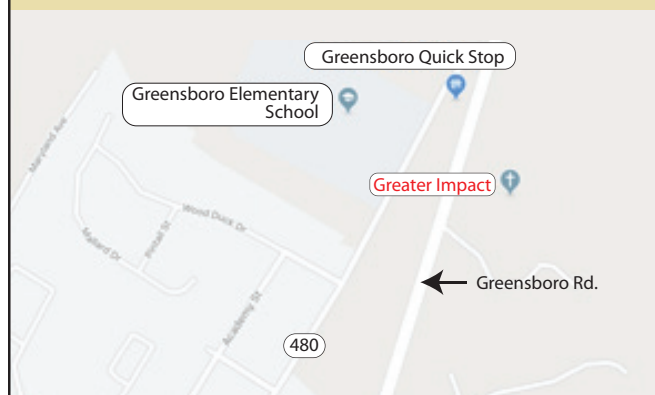 Greensboro Quick Stop
Greensboro Elementary
School
Maryland Ave
Greater Impact
Wood Duck Dr
Pintail St
Mallard Dr
Greensboro Rd.
Academy St
480